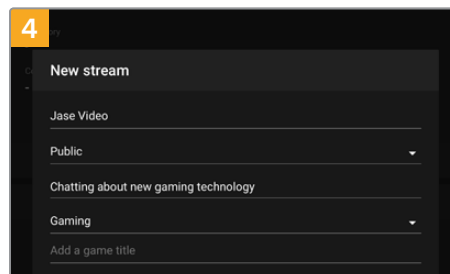 4
New stream
Jase Video
Public
Chatting about new gaming technology
Gaming
Add a game title